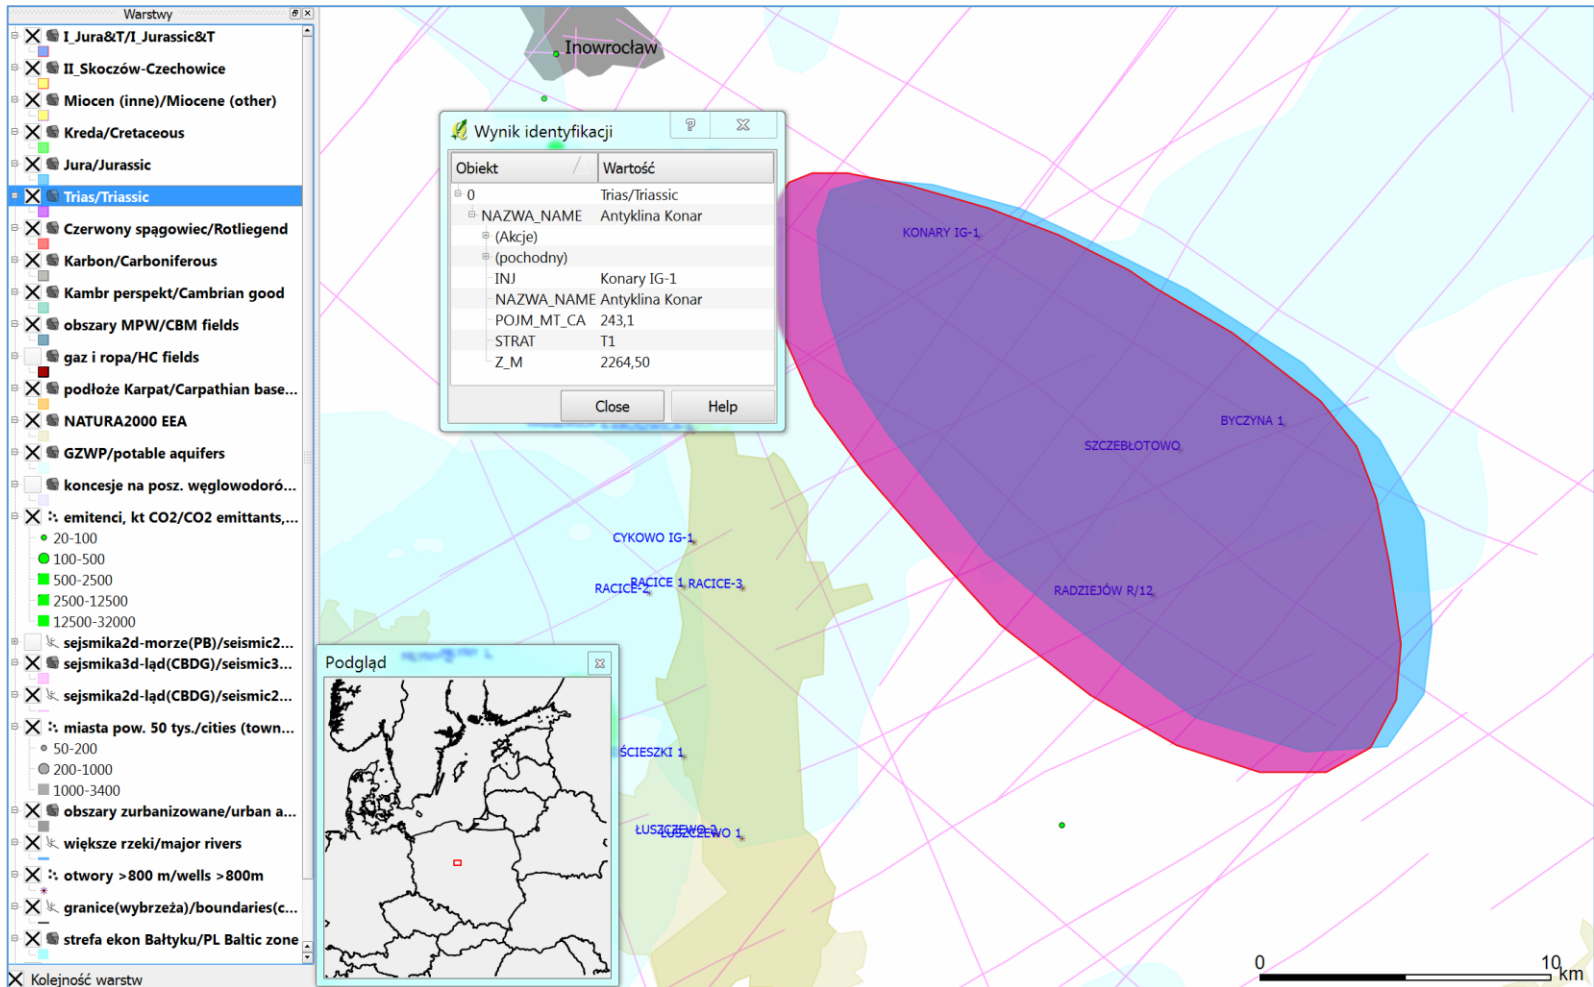 Warstwy
I_Jura&T/I_Jurassic&T
II_Skoczów-Czechowice
Miocen (inne)/Miocene (other)
Kreda/Cretaceous
Jura/Jurassic
Trias/Triassic
Czerwony spągowiec/Rotliegend
Karbon/Carboniferous
Kambr perspekt/Cambrian good
obszary MPW/CBM fields
gaz i ropa/HC fields
podłoże Karpat/Carpathian base...
NATURA2000 EEA
GZWP/potable aquifers
koncesje na posz. węglowodoró...
emitenci, kt CO2/CO2 emittants,...
20-100
100-500
500-2500
2500-12500
12500-32000
sejsmika2d-morze(PB)/seismic2...
sejsmika3d-ląd(CBDG)/seismic3...
sejsmika2d-ląd(CBDG)/seismic2...
miasta pow. 50 tys./cities (town...
50-200
200-1000
1000-3400
obszary zurbanizowane/urban a...
większe rzeki/major rivers
otwory >800 m/wells >800m
granice(wybrzeża)/boundaries(c...
strefa ekon Bałtyku/PL Baltic zone
Kolejność warstw
Inowrocław
Wynik identyfikacji
Obiekt Wartość
0 Trias/Triassic
NAZWA_NAME Antyklina Konar
(Akcje)
(pochodny)
INJ Konary IG-1
NAZWA_NAME Antyklina Konar
POJM_MT_CA 243,1
STRAT T1
Z_M 2264,50
Close Help
KONARY IG-1
BYCZYNA 1
SZCZEBŁOTOWO
CYKOWO IG-1
RACICE-2 RACICE 1 RACICE-3
RADZIEJÓW R/12
Podgląd
ŚCIESZKI 1
ŁUSZCZEWO 2
ŁUSZCZEWO 1
0 10 km